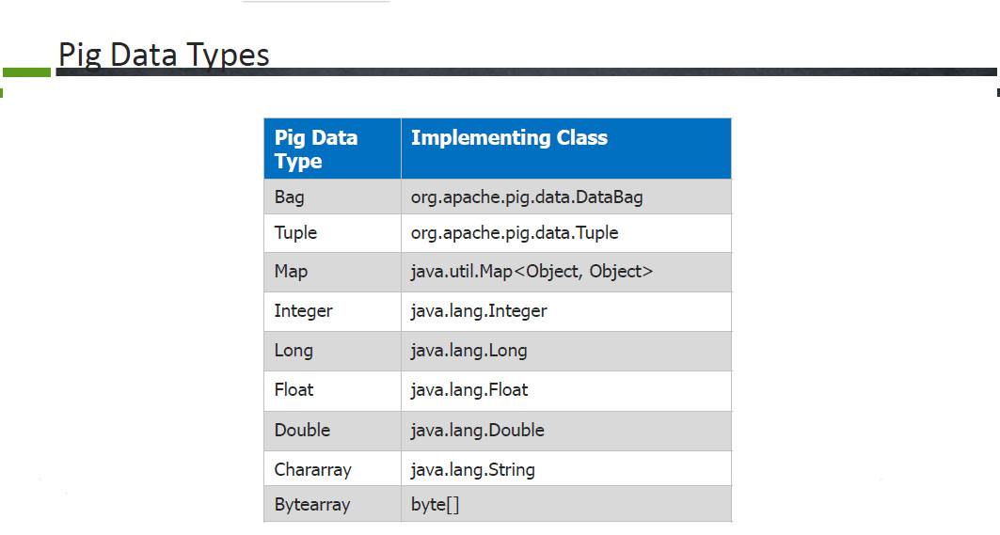 Pig Data Types
Pig Data Type
Implementing Class
Bag
org.apache.pig.data.DataBag
Tuple
org.apache.pig.data.Tuple
Map
java.util.Map<Object, Object>
Integer
java.lang.Integer
Long
java.lang.Long
Float
java.lang.Float
Double
java.lang.Double
Chararray
java.lang.String
Bytearray
byte[]